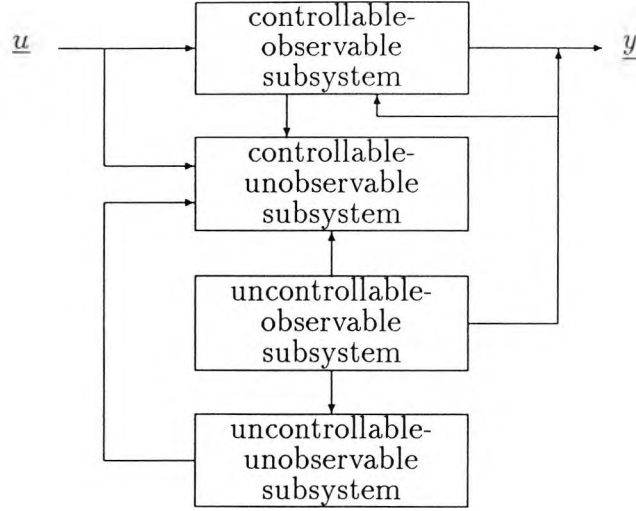 controllable-
u observable y
subsystem
controllable-
unobservable
subsystem
uncontrollable-
observable
subsystem
uncontrollable-
unobservable
subsystem